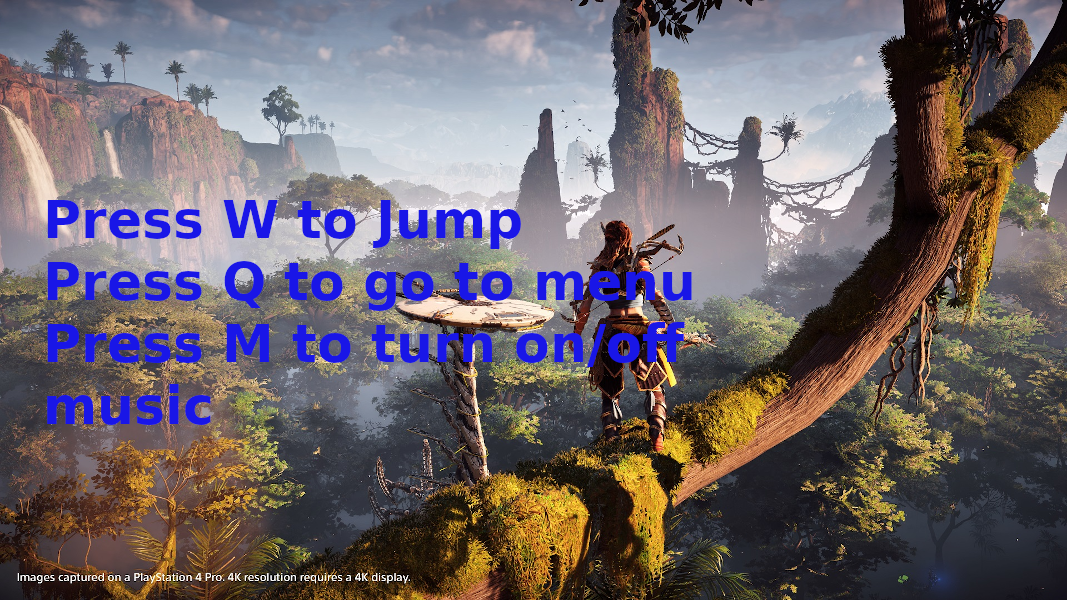 Press W to Jump
Press Q to go to menu
Press M to turn on/off
music
Images captured on a PlayStation 4 Pro. 4K resolution requires a 4K display.